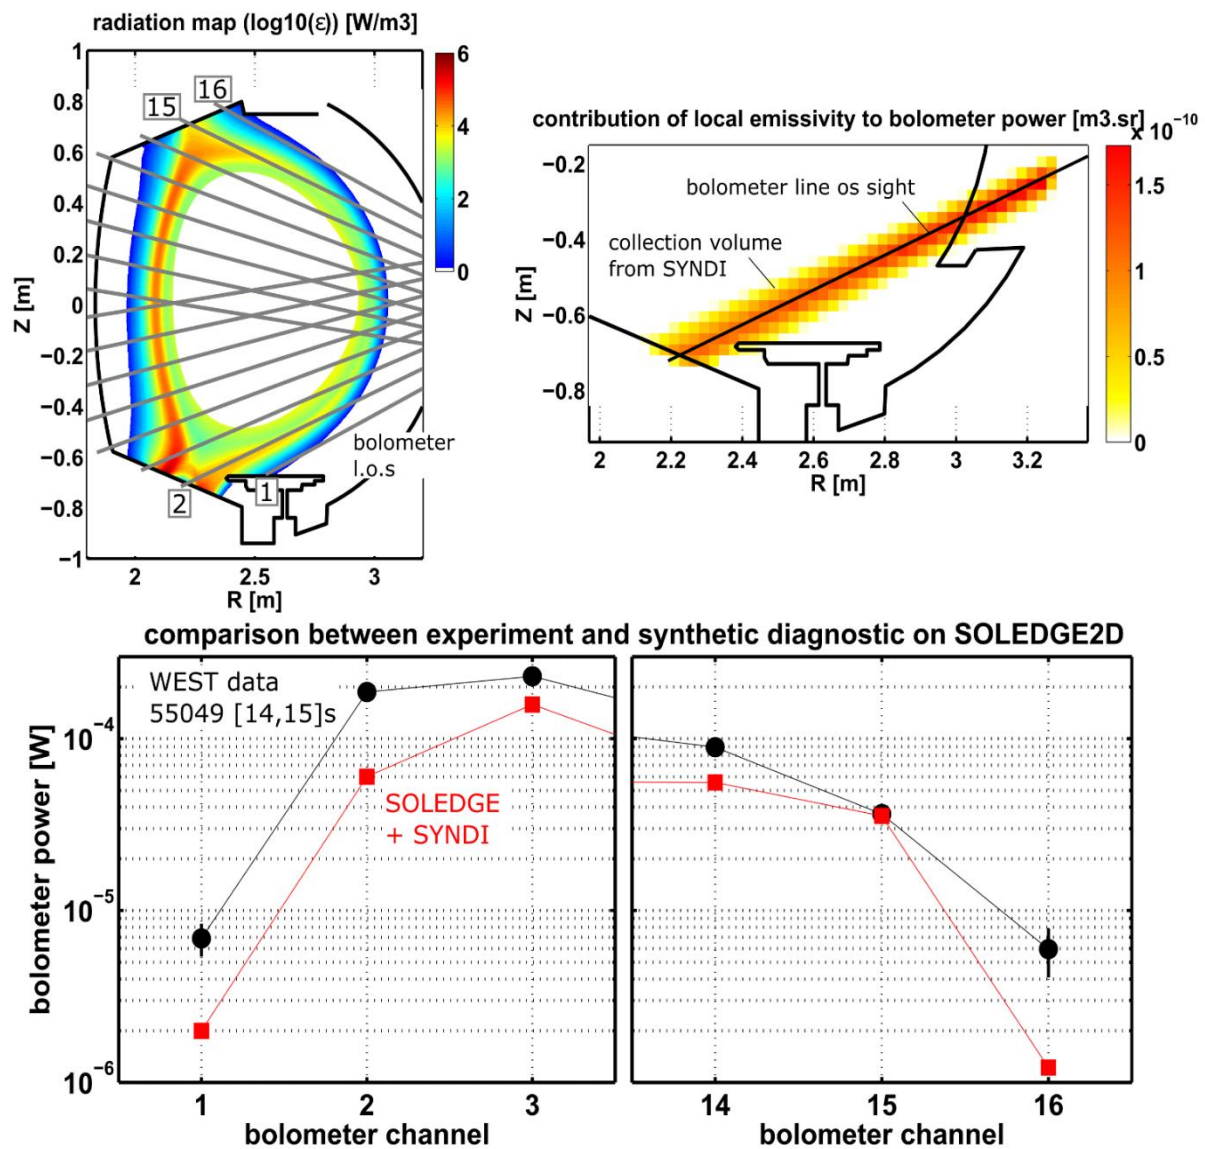 radiation map (log10(ε)) [W/m3]
1
0.8
0.6
0.4
0.2
0
−0.2
−0.4
−0.6
−0.8
−1
Z [m]
2
2.5
3
R [m]
6
4
2
0
15
16
bolometer
l.o.s
1
2
contribution of local emissivity to bolometer power [m3.sr]
x 10−10
−0.2
−0.4
−0.6
−0.8
Z [m]
2
2.2
2.4
2.6
2.8
3
3.2
R [m]
1.5
1
0.5
0
bolometer line os sight
collection volume
from SYNDI
comparison between experiment and synthetic diagnostic on SOLEDGE2D
WEST data
55049 [14,15]s
SOLEDGE
+ SYNDI
10−4
10−5
10−6
bolometer power [W]
1
2
3
bolometer channel
14
15
16
bolometer channel